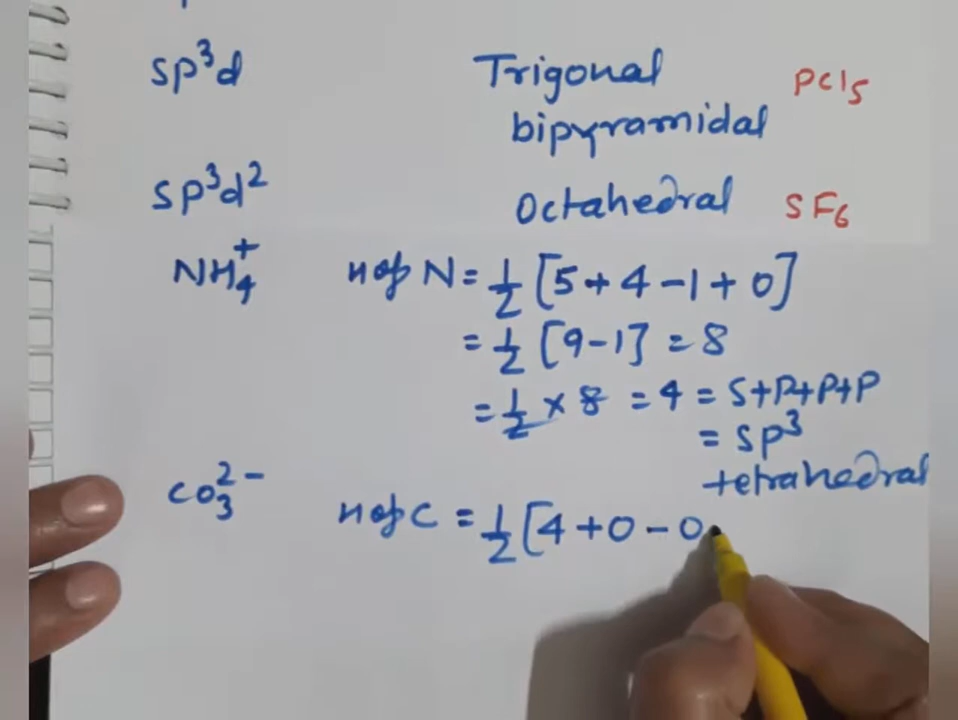 sp³d Trigonal bipyramidal PCl₅
sp³d² Octahedral SF₆
NH₄⁺ H of N = 1/2 [5+4-1+0]
= 1/2 [9-1] = 8
= 1/2 × 8 = 4 = S+P+P+P
= sp³
tetrahedral
CO₃²⁻ H of C = 1/2 [4+0-0